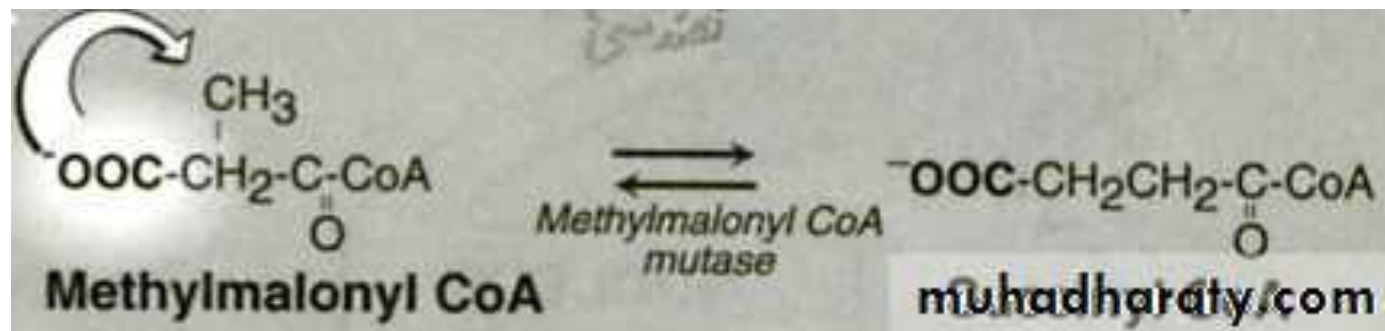 CH3
⁻OOC-CH2-C-CoA
O
Methylmalonyl CoA
Methylmalonyl CoA
mutase
⁻OOC-CH2CH2-C-CoA
O
muhadharaty.com